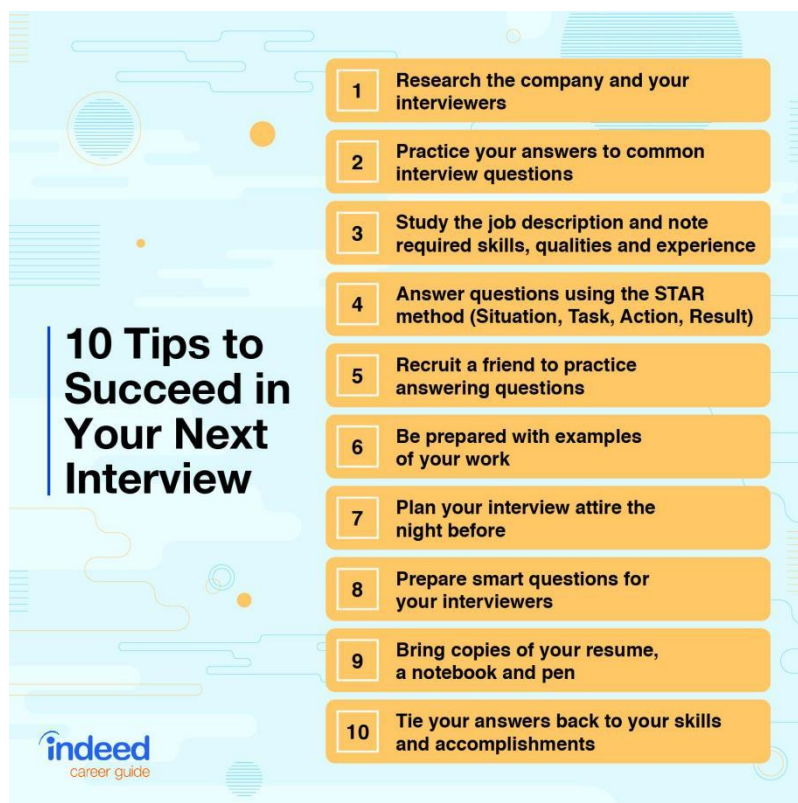 10 Tips to
Succeed in
Your Next
Interview
1
Research the company and your
interviewers
2
Practice your answers to common
interview questions
3
Study the job description and note
required skills, qualities and experience
4
Answer questions using the STAR
method (Situation, Task, Action, Result)
5
Recruit a friend to practice
answering questions
6
Be prepared with examples
of your work
7
Plan your interview attire the
night before
8
Prepare smart questions for
your interviewers
9
Bring copies of your resume,
a notebook and pen
10
Tie your answers back to your skills
and accomplishments
indeed
career guide